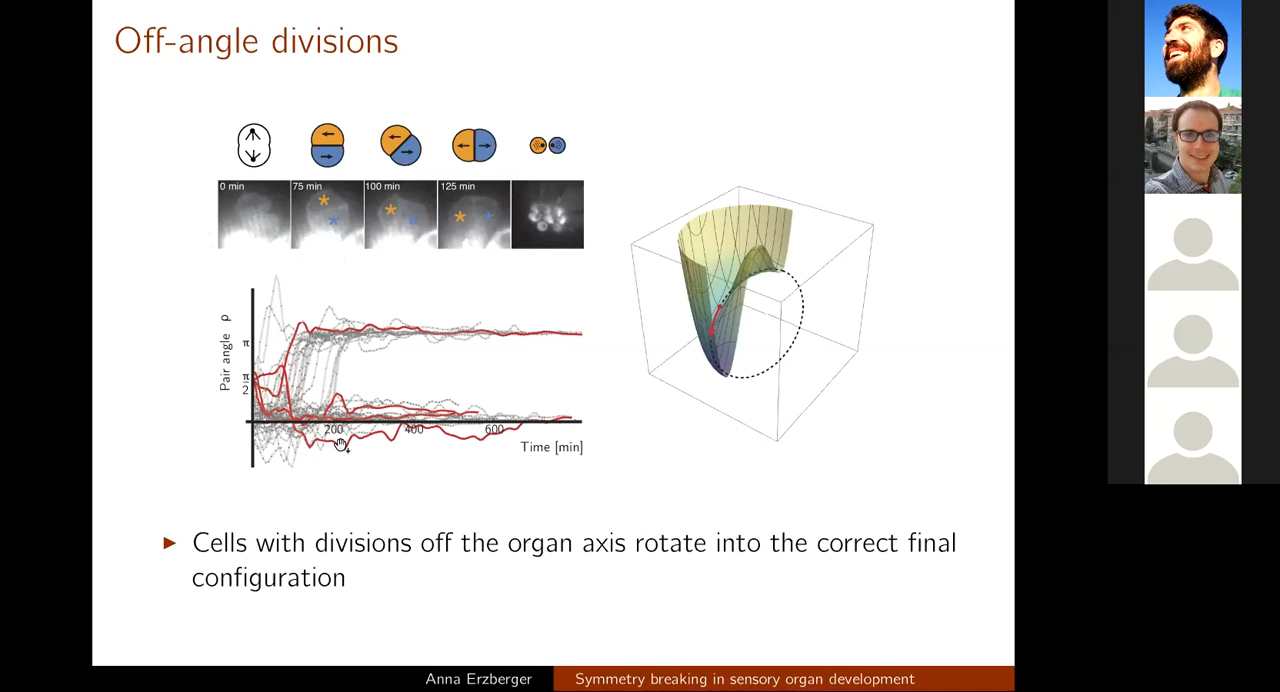 Off-angle divisions
0 min
75 min
100 min
125 min
Pair angle ρ
π
π
2
200
400
600
Time [min]
Cells with divisions off the organ axis rotate into the correct final
configuration
Anna Erzberger
Symmetry breaking in sensory organ development